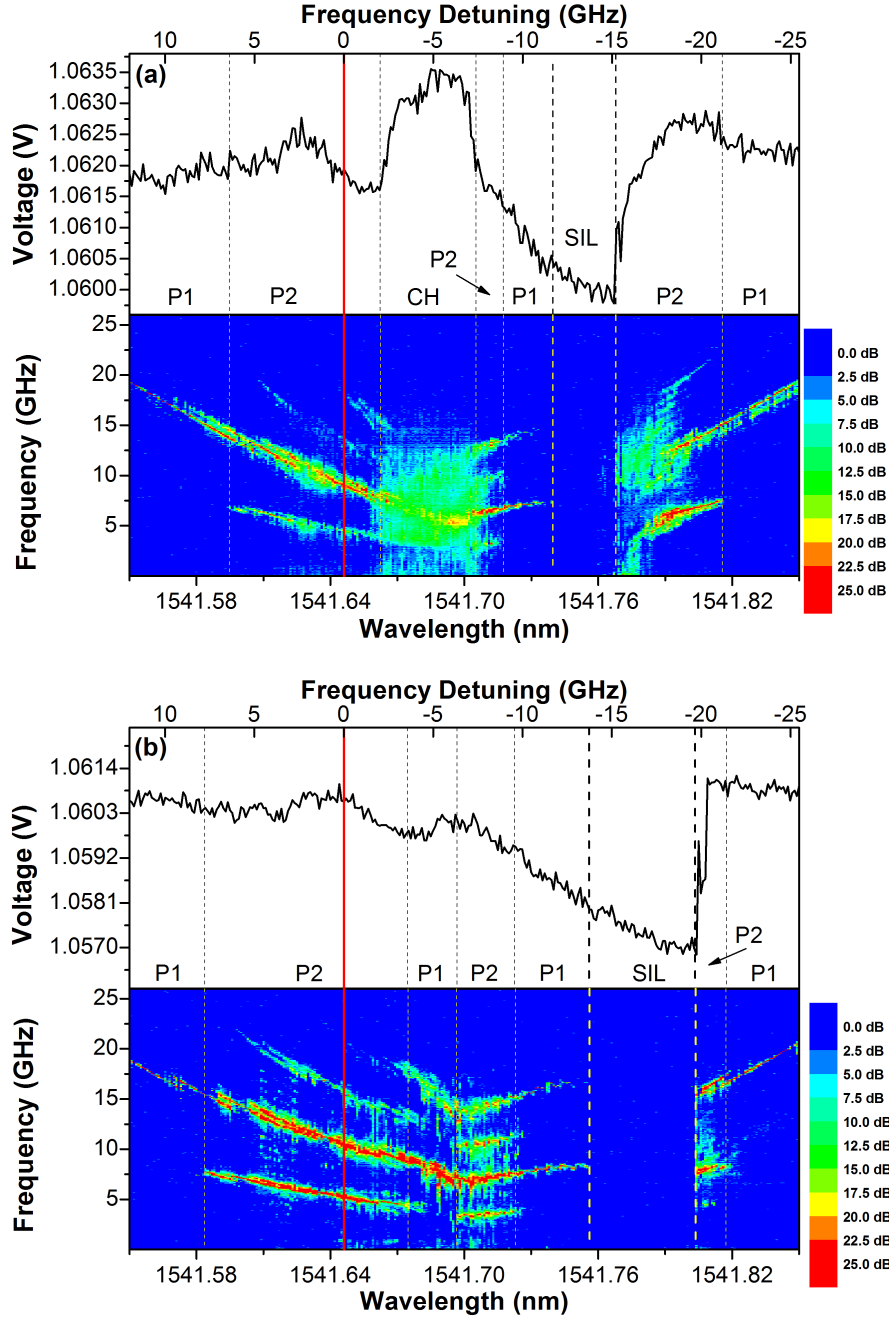 Frequency Detuning (GHz)
10 5 0 -5 -10 -15 -20 -25
(a)
Voltage (V)
1.0635
1.0630
1.0625
1.0620
1.0615
1.0610
1.0605
1.0600
SIL
P2
P1 P2 CH P1 P2 P1
Frequency (GHz)
25
20
15
10
5
0.0 dB
2.5 dB
5.0 dB
7.5 dB
10.0 dB
12.5 dB
15.0 dB
17.5 dB
20.0 dB
22.5 dB
25.0 dB
1541.58 1541.64 1541.70 1541.76 1541.82
Wavelength (nm)
Frequency Detuning (GHz)
10 5 0 -5 -10 -15 -20 -25
(b)
Voltage (V)
1.0614
1.0603
1.0592
1.0581
1.0570
P2
P1 P2 P1 P2 P1 SIL P1
Frequency (GHz)
25
20
15
10
5
0.0 dB
2.5 dB
5.0 dB
7.5 dB
10.0 dB
12.5 dB
15.0 dB
17.5 dB
20.0 dB
22.5 dB
25.0 dB
1541.58 1541.64 1541.70 1541.76 1541.82
Wavelength (nm)